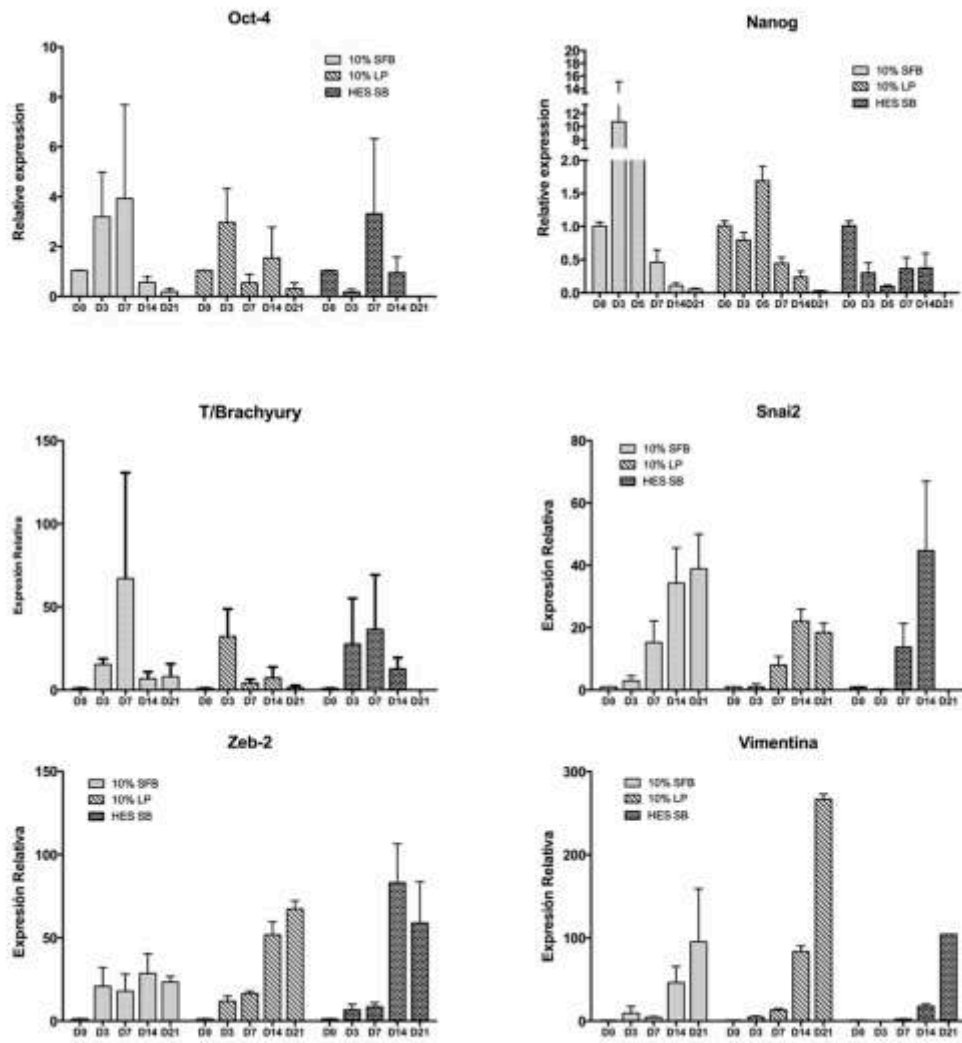 Oct-4
Relative expression
10
8
6
4
2
0
10% SFB
10% LP
HES SB
D0 D3 D7 D14 D21 D0 D3 D7 D14 D21 D0 D3 D7 D14 D21
Nanog
Relative expression
20
18
16
14
12
10
8
2.0
1.0
0.5
0.0
10% SFB
10% LP
HES SB
D0 D3 D5 D7 D14 D21 D0 D3 D5 D7 D14 D21 D0 D3 D5 D7 D14 D21
T/Brachyury
Expresión Relativa
150
100
50
0
D0 D3 D7 D14 D21 D0 D3 D7 D14 D21 D0 D3 D7 D14 D21
Snai2
Expresión Relativa
80
60
40
20
0
10% SFB
10% LP
HES SB
D0 D3 D7 D14 D21 D0 D3 D7 D14 D21 D0 D3 D7 D14 D21
Zeb-2
Expresión Relativa
150
100
50
0
10% SFB
10% LP
HES SB
D0 D3 D7 D14 D21 D0 D3 D7 D14 D21 D0 D3 D7 D14 D21
Vimentina
Expresión Relativa
300
200
100
0
10% SFB
10% LP
HES SB
D0 D3 D7 D14 D21 D0 D3 D7 D14 D21 D0 D3 D7 D14 D21